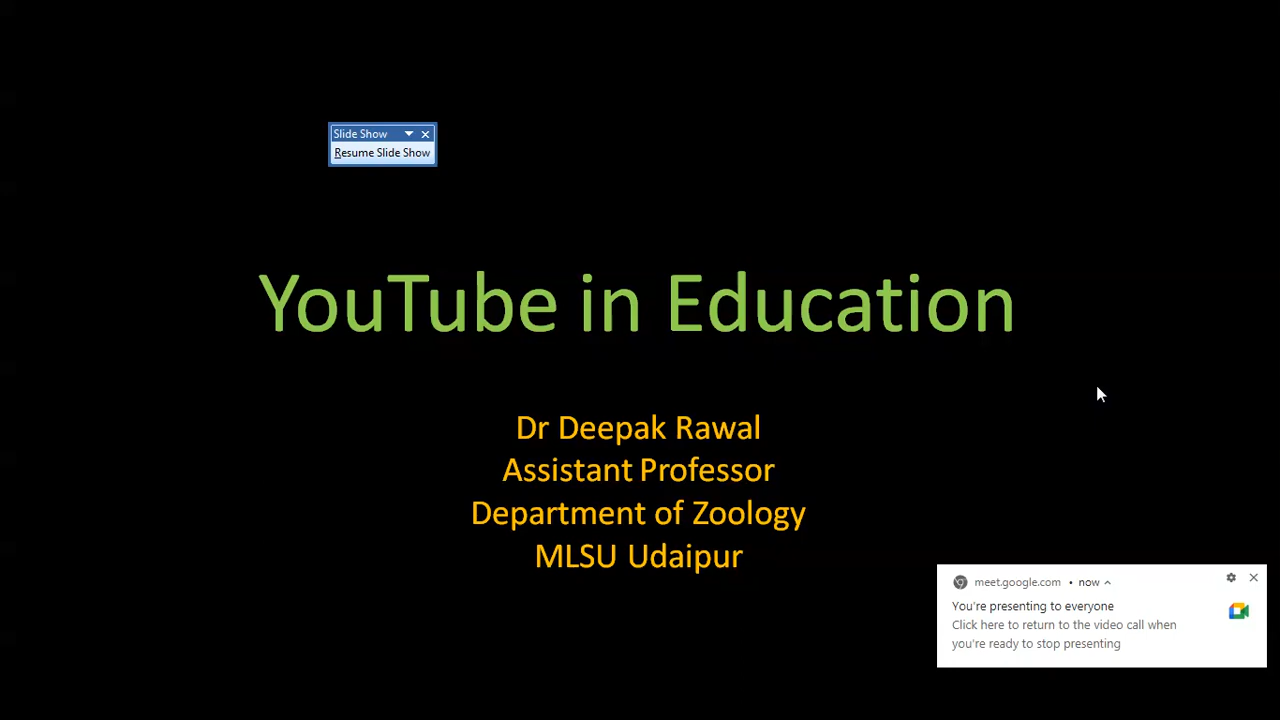 Slide Show
Resume Slide Show
YouTube in Education
Dr Deepak Rawal
Assistant Professor
Department of Zoology
MLSU Udaipur
meet.google.com • now
You're presenting to everyone
Click here to return to the video call when
you're ready to stop presenting